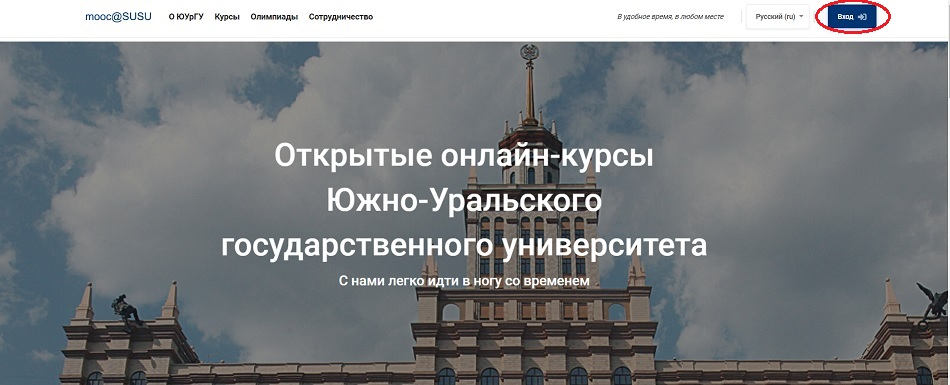 mooc@SUSU О ЮУрГУ Курсы Олимпиады Сотрудничество В удобное время, в любом месте Русский (ru) Вход
Открытые онлайн-курсы
Южно-Уральского
государственного университета
С нами легко идти в ногу со временем